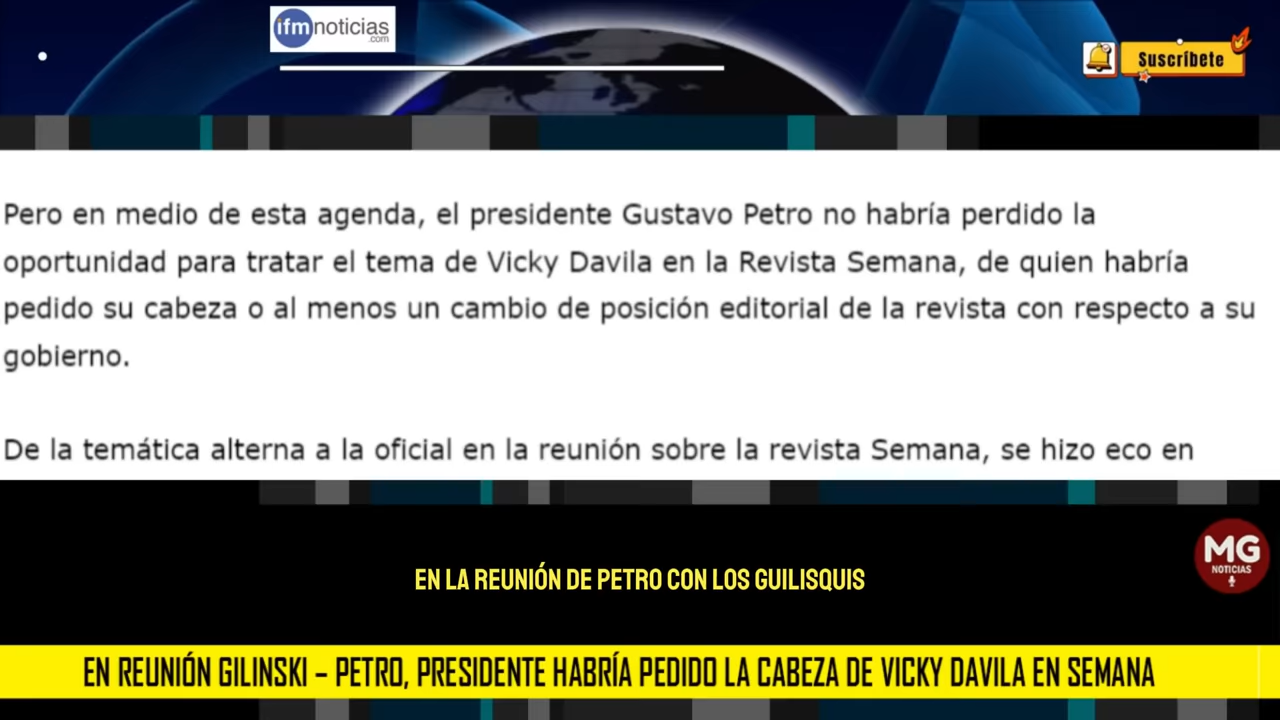 ifmnoticias
.com
Suscríbete
Pero en medio de esta agenda, el presidente Gustavo Petro no habría perdido la
oportunidad para tratar el tema de Vicky Davila en la Revista Semana, de quien habría
pedido su cabeza o al menos un cambio de posición editorial de la revista con respecto a su
gobierno.
De la temática alterna a la oficial en la reunión sobre la revista Semana, se hizo eco en
MG
NOTICIAS
EN LA REUNIÓN DE PETRO CON LOS GUILISQUIS
EN REUNIÓN GILINSKI – PETRO, PRESIDENTE HABRÍA PEDIDO LA CABEZA DE VICKY DAVILA EN SEMANA